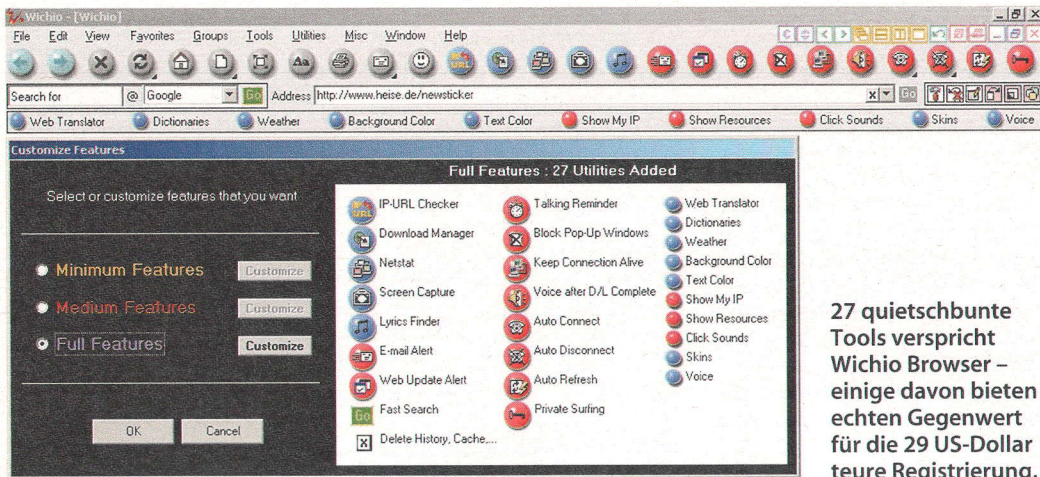 Wichio - [Wichio]
File Edit View Favorites Groups Tools Utilities Misc Window Help
Search for @ Google Go Address http://www.heise.de/newsticker Go
Web Translator Dictionaries Weather Background Color Text Color Show My IP Show Resources Click Sounds Skins Voice
Customize Features
Select or customize features that you want
Minimum Features Customize
Medium Features Customize
Full Features Customize
OK Cancel
Full Features : 27 Utilities Added
IP-URL Checker
Download Manager
Netstat
Screen Capture
Lyrics Finder
E-mail Alert
Web Update Alert
Go Fast Search
Delete History, Cache,...
Talking Reminder
Block Pop-Up Windows
Keep Connection Alive
Voice after D/L Complete
Auto Connect
Auto Disconnect
Auto Refresh
Private Surfing
Web Translator
Dictionaries
Weather
Background Color
Text Color
Show My IP
Show Resources
Click Sounds
Skins
Voice
27 quietschbunte
Tools verspricht
Wichio Browser –
einige davon bieten
echten Gegenwert
für die 29 US-Dollar
teure Registrierung.